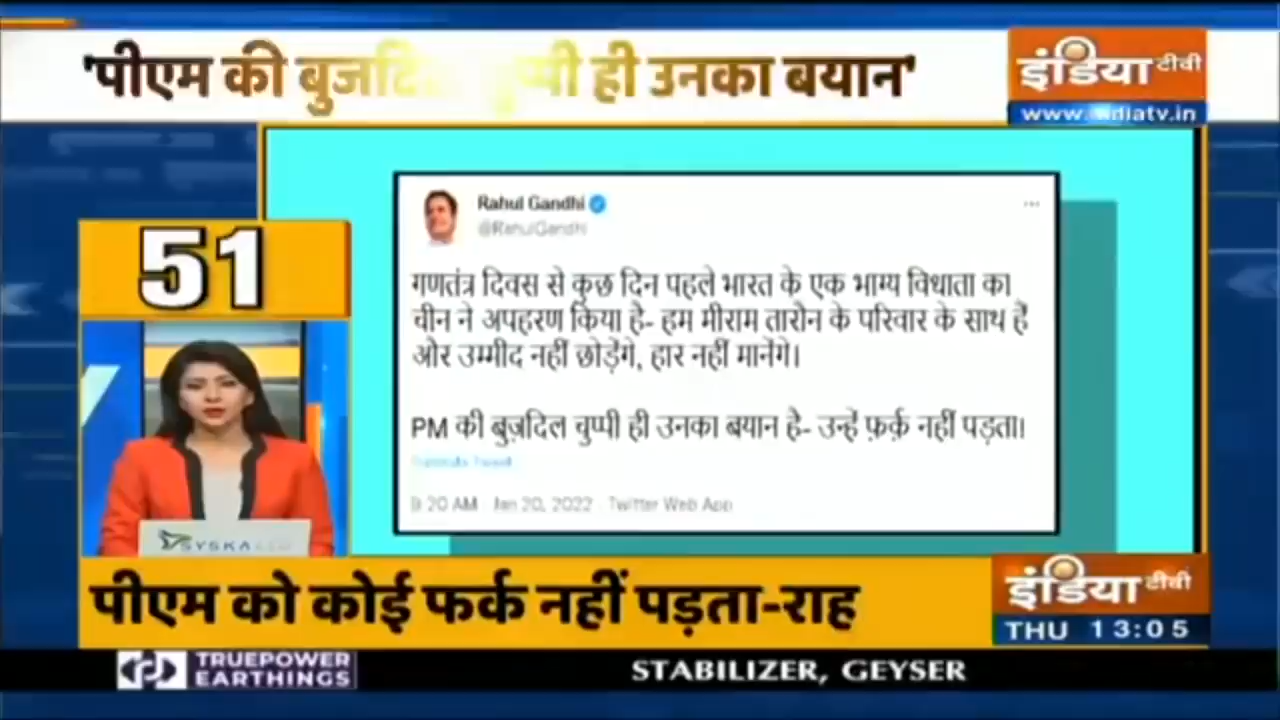 'पीएम की बुजदिल चुप्पी ही उनका बयान'
इंडिया टीवी
www.indiatv.in
Rahul Gandhi
@RahulGandhi
51
गणतंत्र दिवस से कुछ दिन पहले भारत के एक भाग्य विधाता का
चीन ने अपहरण किया है- हम मीराम तारौन के परिवार के साथ हैं
और उम्मीद नहीं छोड़ेंगे, हार नहीं मानेंगे।
PM की बुज़दिल चुप्पी ही उनका बयान है- उन्हें फ़र्क़ नहीं पड़ता।
9:20 AM Jan 20, 2022 Twitter Web App
SYSKA LED
पीएम को कोई फर्क नहीं पड़ता-राह
इंडिया टीवी
THU 13:05
TRUEPOWER
EARTHINGS
STABILIZER, GEYSER